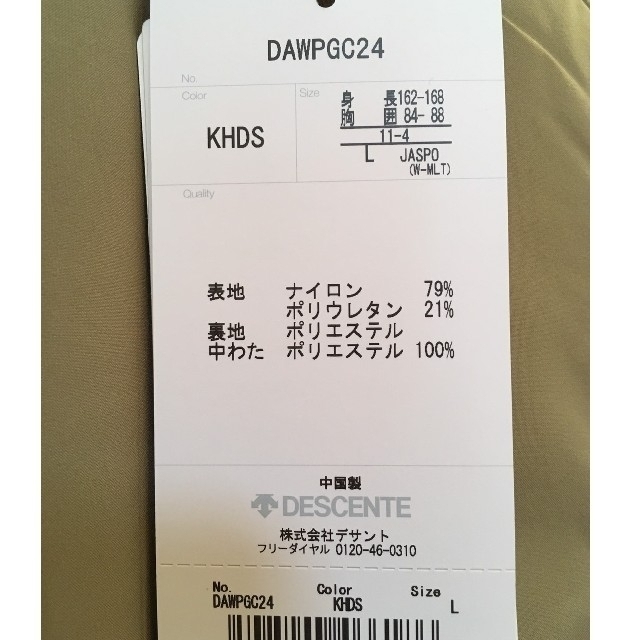 DAWPGC24
No.
Color
KHDS
Size
身 長162-168
胸 囲 84- 88
11-4
L JASPO
(W-MLT)
Quality
表地 ナイロン 79%
ポリウレタン 21%
裏地 ポリエステル
中わた ポリエステル 100%
中国製
DESCENTE
株式会社デサント
フリーダイヤル 0120-46-0310
No. Color Size
DAWPGC24 KHDS L